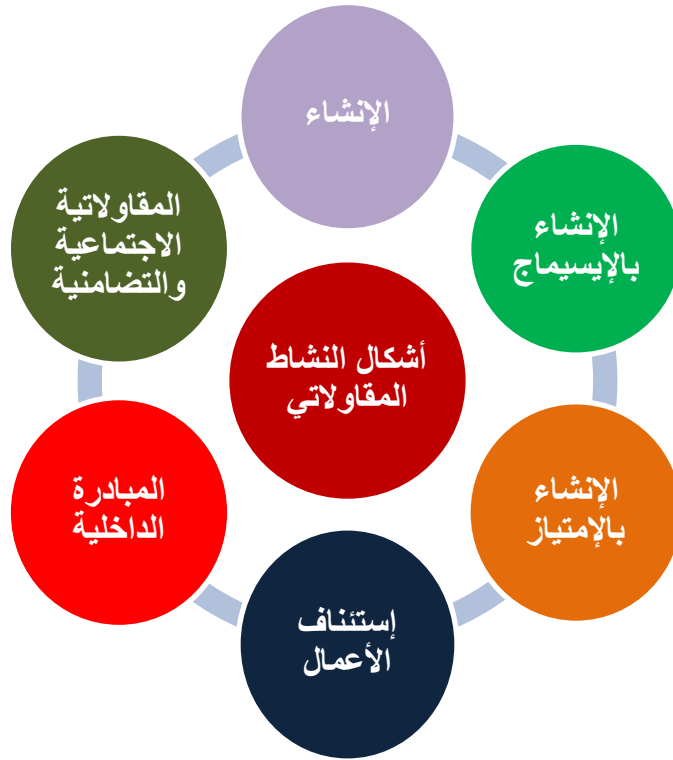 الإنشاء
الإنشاء
بالإيسيماج
الإنشاء
بالإمتياز
إستئناف
الأعمال
المبادرة
الداخلية
المقاولاتية
الاجتماعية
والتضامنية
أشكال النشاط
المقاولاتي